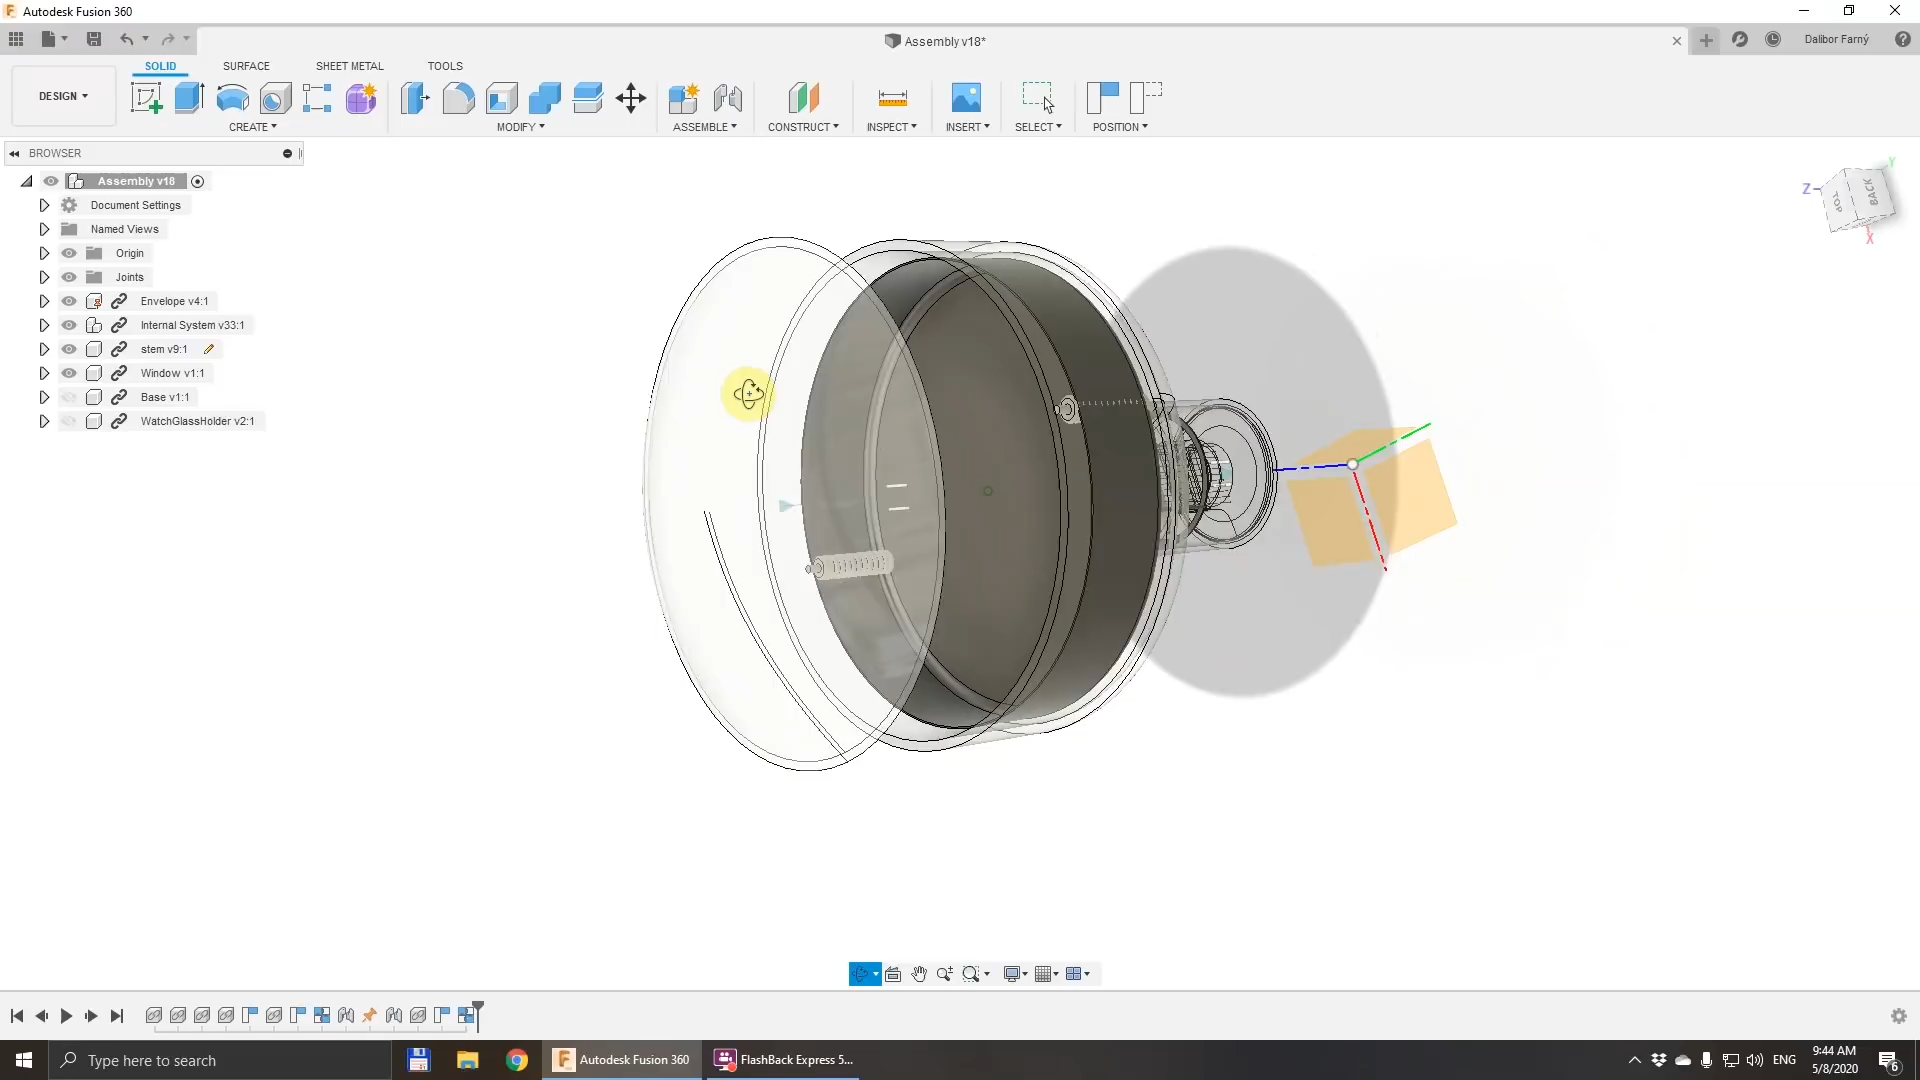 Autodesk Fusion 360
Assembly v18*
Dalibor Farný
DESIGN
SOLID
SURFACE
SHEET METAL
TOOLS
CREATE
MODIFY
ASSEMBLE
CONSTRUCT
INSPECT
INSERT
SELECT
POSITION
BROWSER
Assembly v18
Document Settings
Named Views
Origin
Joints
Envelope v4:1
Internal System v33:1
stem v9:1
Window v1:1
Base v1:1
WatchGlassHolder v2:1
Y
Z
TOP
BACK
X
Type here to search
Autodesk Fusion 360
FlashBack Express 5...
ENG
9:44 AM
5/8/2020
6